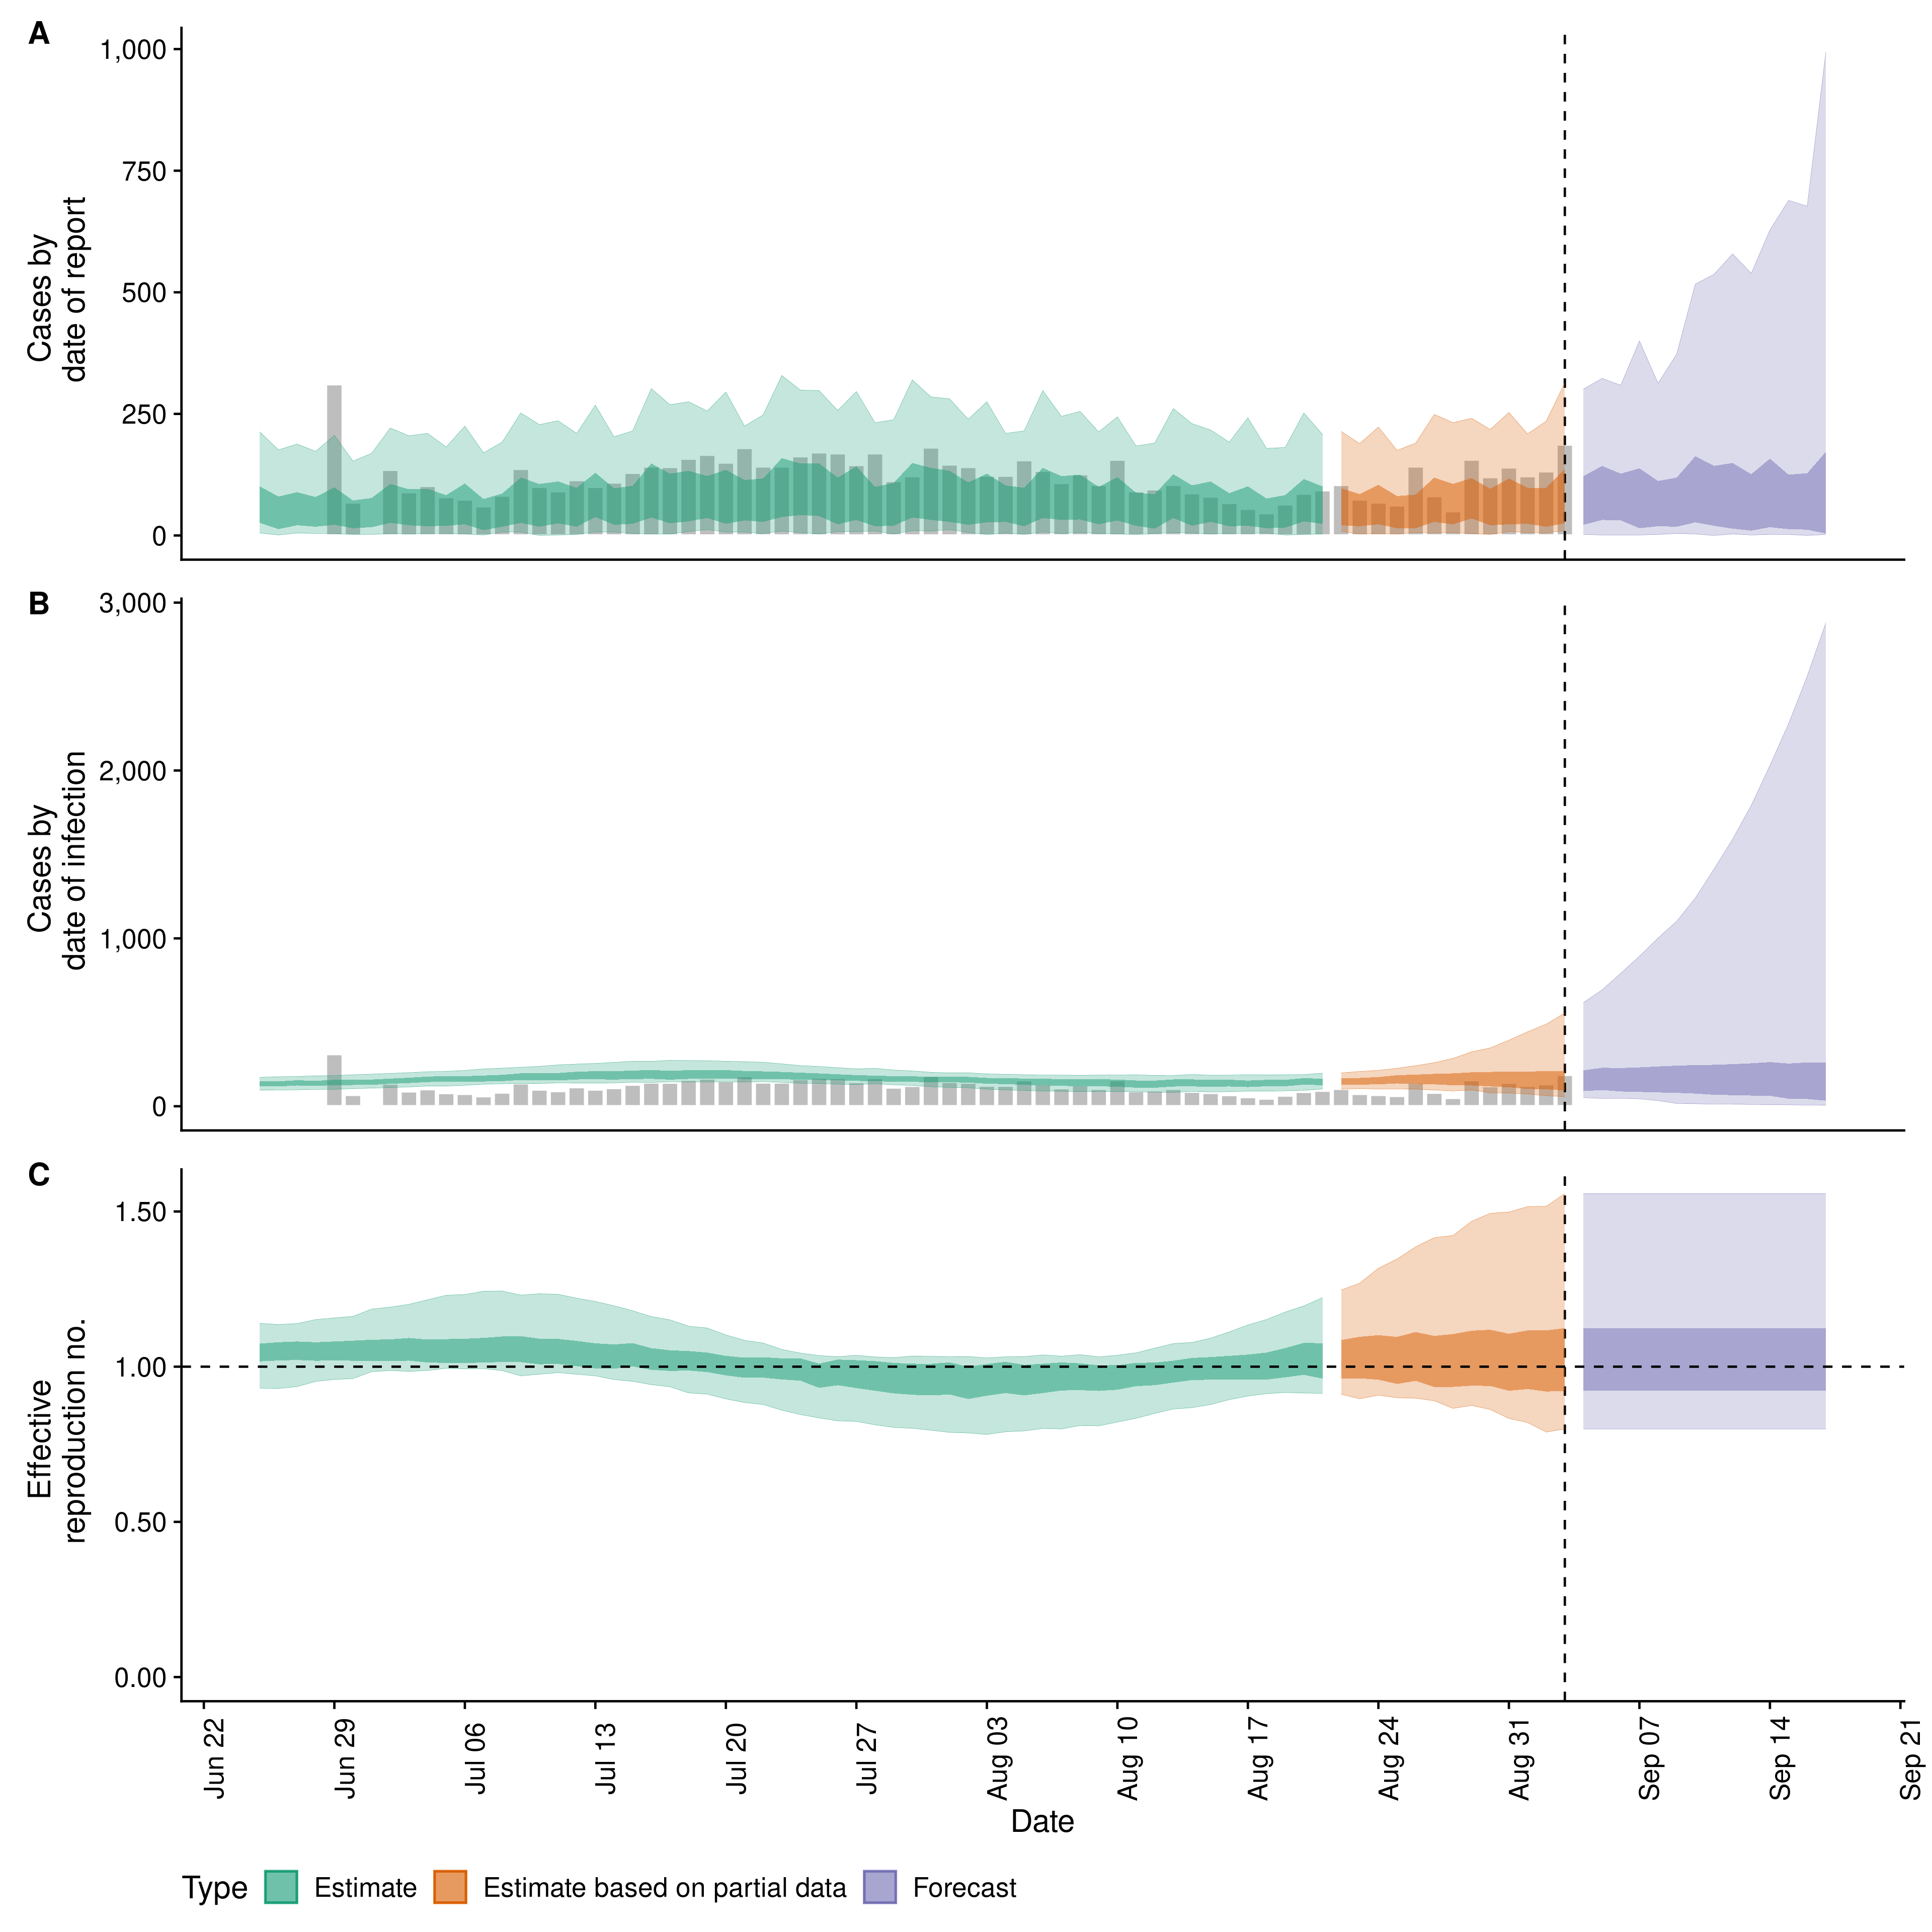 A
1,000
750
500
250
0
Cases by
date of report
B
3,000
2,000
1,000
0
Cases by
date of infection
C
1.50
1.00
0.50
0.00
Effective
reproduction no.
Jun 22
Jun 29
Jul 06
Jul 13
Jul 20
Jul 27
Aug 03
Aug 10
Aug 17
Aug 24
Aug 31
Sep 07
Sep 14
Sep 21
Date
Type Estimate Estimate based on partial data Forecast